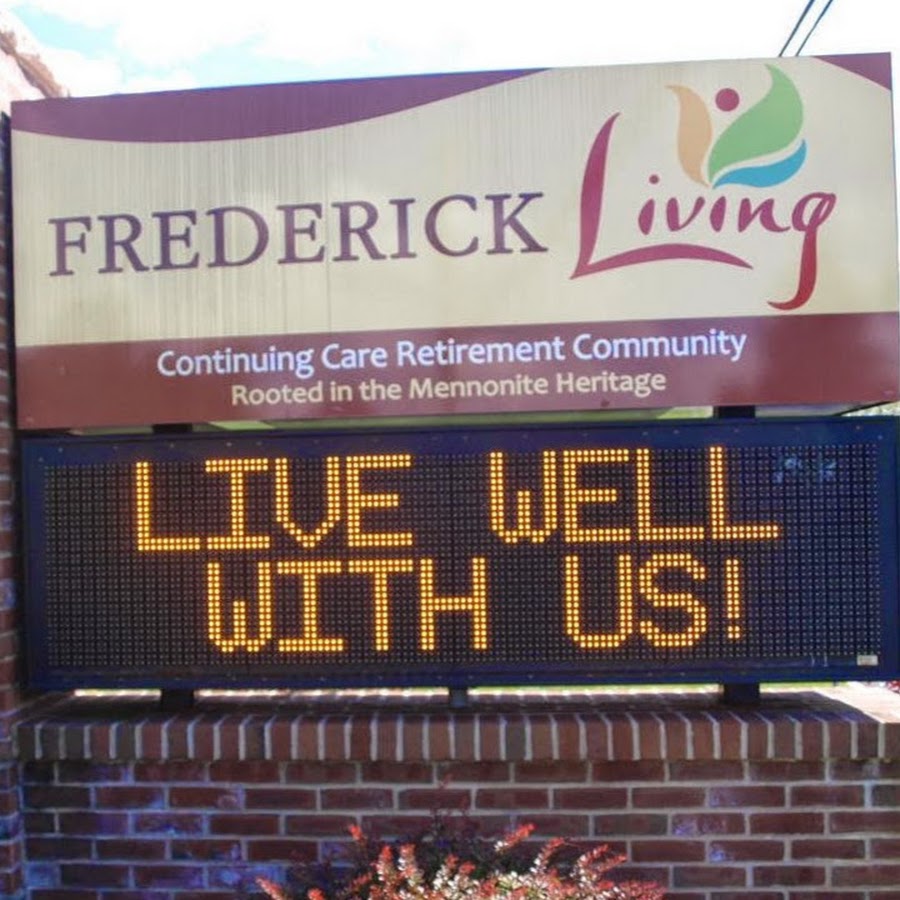 FREDERICK Living
Continuing Care Retirement Community
Rooted in the Mennonite Heritage
LIVE WELL
WITH US!